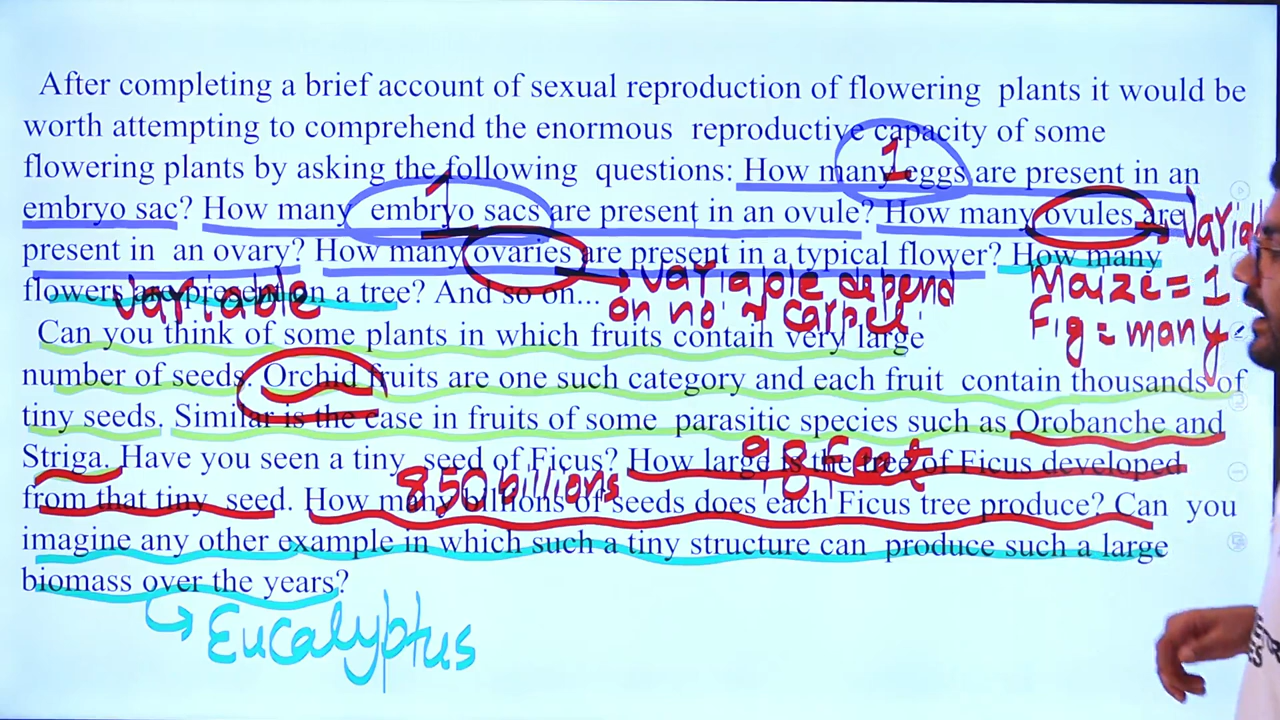 After completing a brief account of sexual reproduction of flowering plants it would be
worth attempting to comprehend the enormous reproductive capacity of some
1
flowering plants by asking the following questions: How many eggs are present in an
1
embryo sac? How many embryo sacs are present in an ovule? How many ovules are
present in an ovary? How many ovaries are present in a typical flower? How many
variable depend
Maize = 1
flowers are present on a tree? And so on...
variable
on no
carpel
Fig = many
Can you think of some plants in which fruits contain very large
number of seeds. Orchid fruits are one such category and each fruit contain thousands of
tiny seeds. Similar is the case in fruits of some parasitic species such as Orobanche and
98 feet
Striga. Have you seen a tiny seed of Ficus? How large is the tree of Ficus developed
850 billions
from that tiny seed. How many billions of seeds does each Ficus tree produce? Can you
imagine any other example in which such a tiny structure can produce such a large
biomass over the years?
Eucalyptus